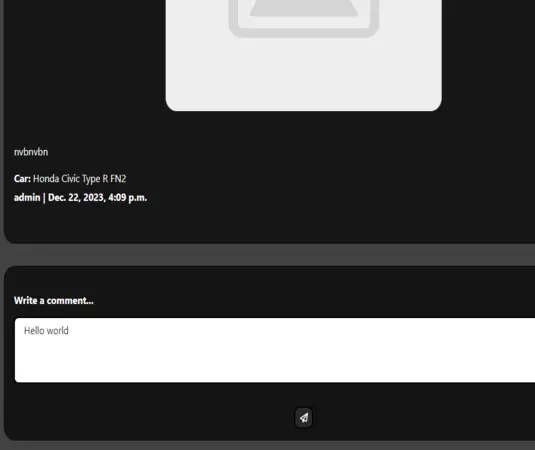 nvbnvbn
Car: Honda Civic Type R FN2
admin | Dec. 22, 2023, 4:09 p.m.
Write a comment...
Hello world